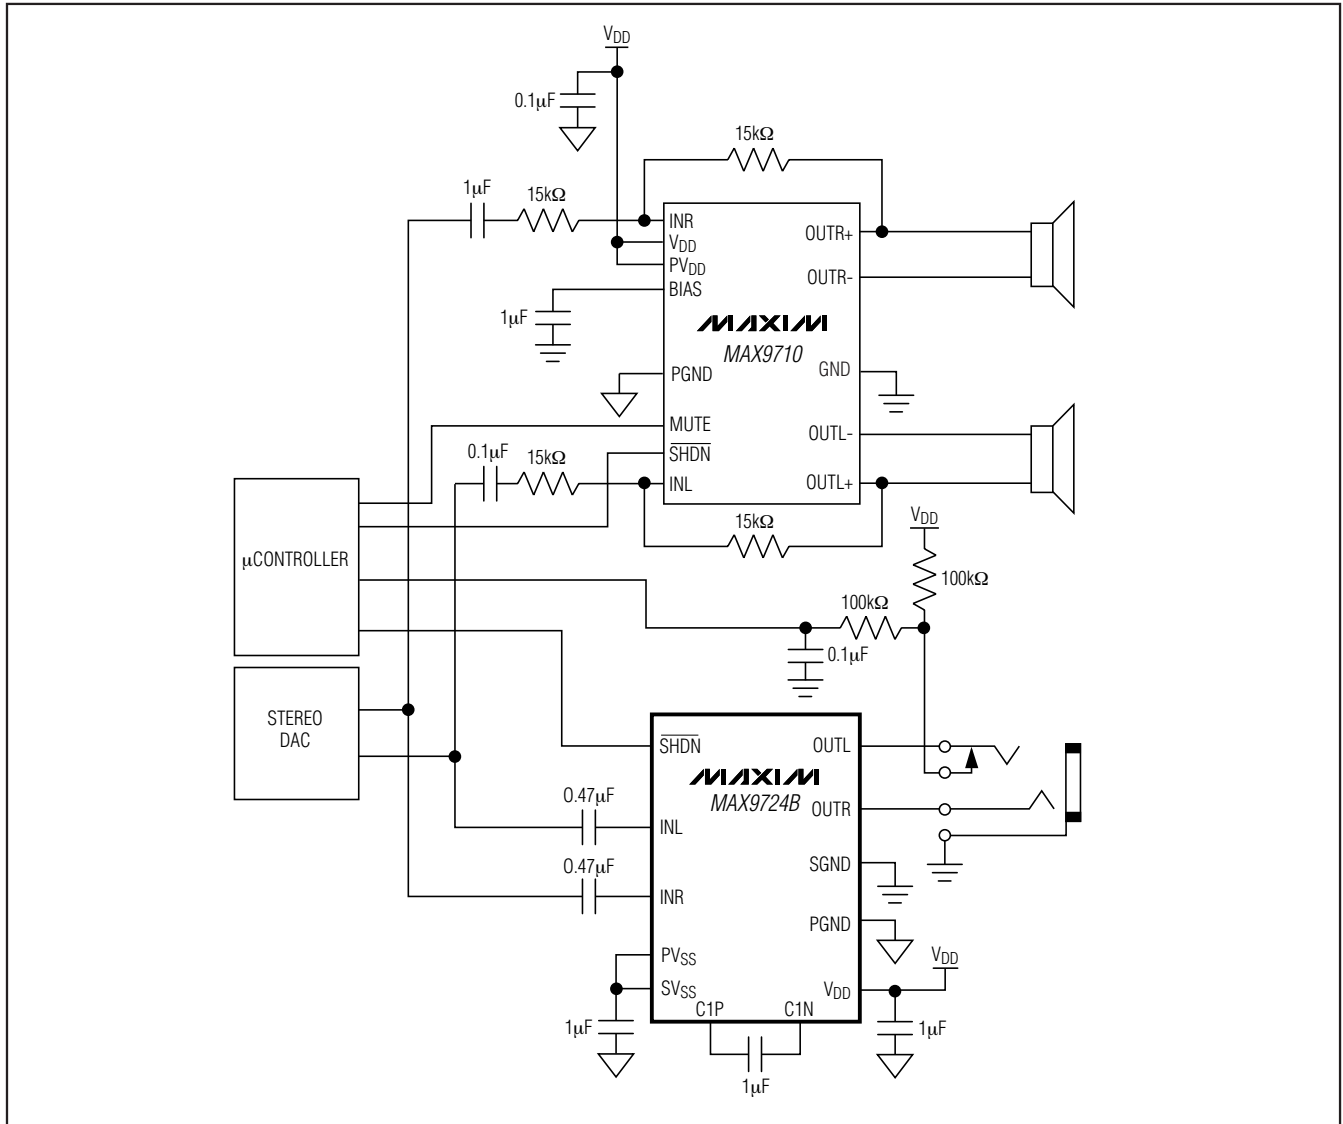 VDD
0.1μF
15kΩ
1μF
15kΩ
INR
VDD
PVDD
BIAS
OUTR+
OUTR-
1μF
MAXIM
MAX9710
PGND
GND
MUTE
SHDN
INL
OUTL-
OUTL+
0.1μF
15kΩ
15kΩ
VDD
100kΩ
100kΩ
0.1μF
μCONTROLLER
STEREO
DAC
SHDN
OUTL
MAXIM
MAX9724B
0.47μF
INL
OUTR
0.47μF
INR
SGND
PGND
PVSS
SVSS
VDD
VDD
C1P
C1N
1μF
1μF
1μF